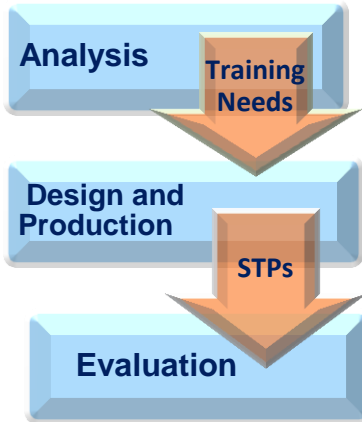 Analysis
Training
Needs
Design and
Production
STPs
Evaluation